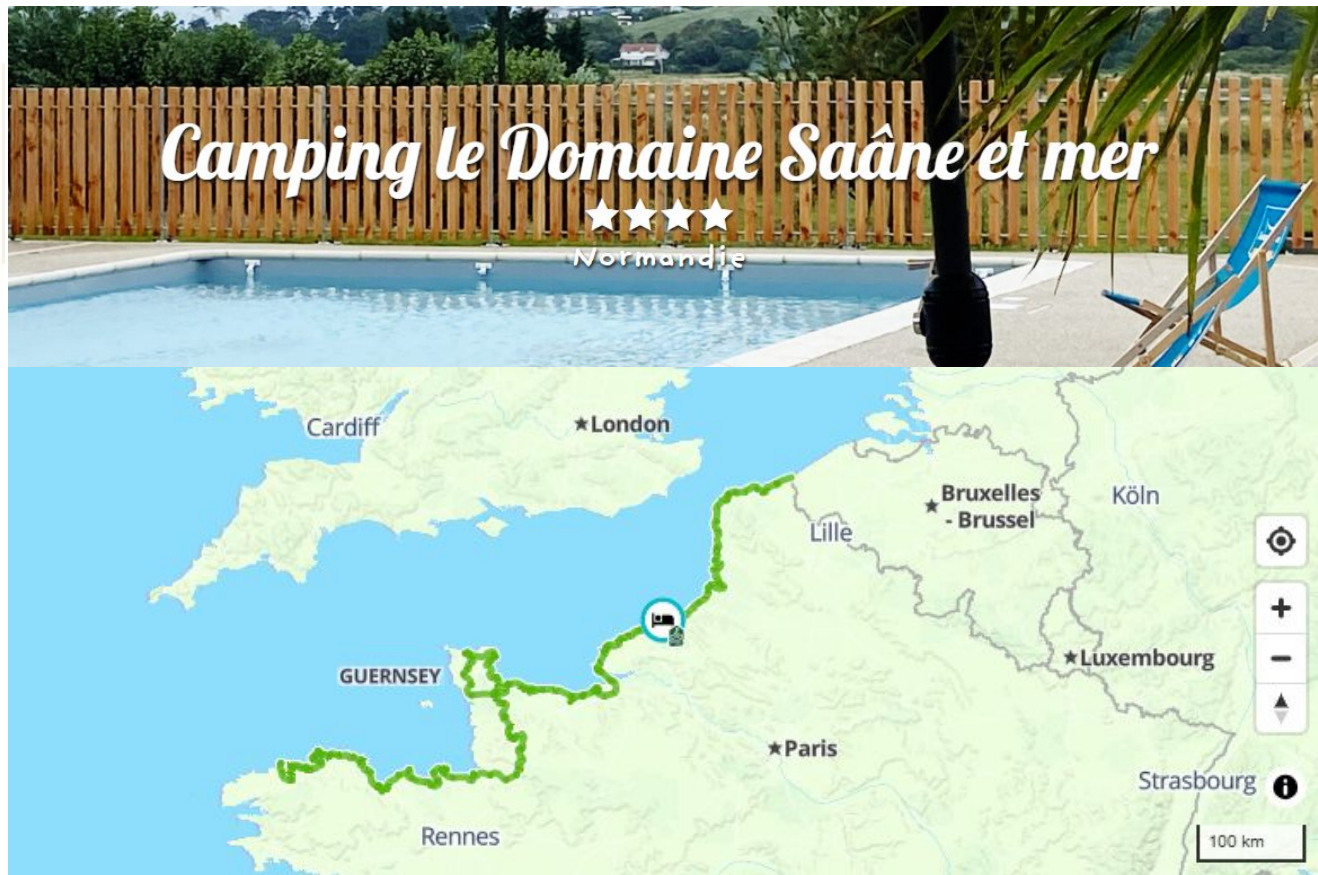 Camping le Domaine Saâne et mer
Normandie
Cardiff
London
Bruxelles
- Brussel
Köln
Lille
Luxembourg
GUERNSEY
Paris
Strasbourg
Rennes
100 km